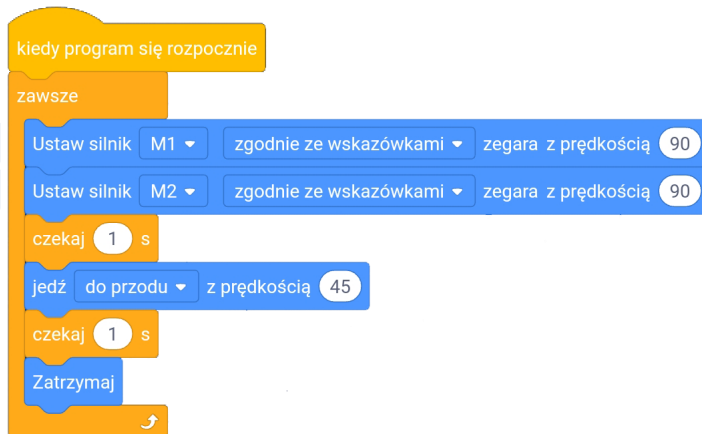 kiedy program się rozpocznie
zawsze
Ustaw silnik M1 zgodnie ze wskazówkami zegara z prędkością 90
Ustaw silnik M2 zgodnie ze wskazówkami zegara z prędkością 90
czekaj 1 s
jedź do przodu z prędkością 45
czekaj 1 s
Zatrzymaj